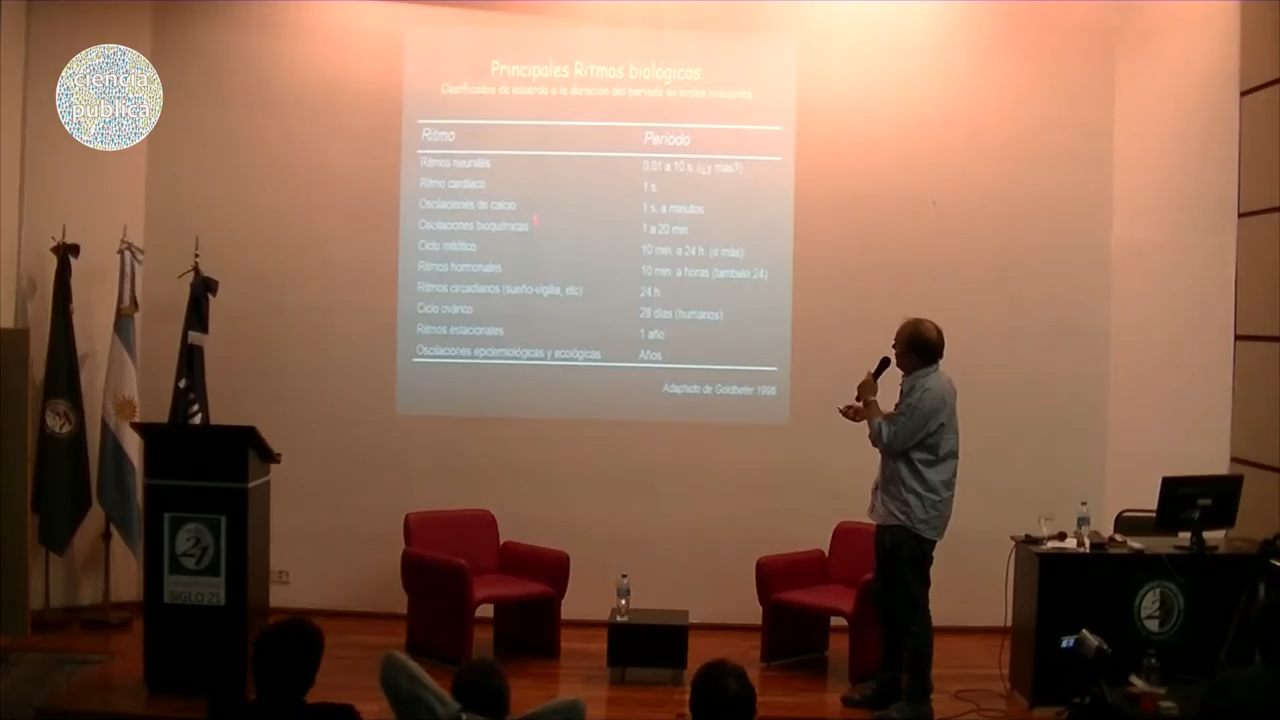 ciencia
pública
Principales Ritmos biológicos
Clasificados de acuerdo a la duración del período en orden creciente.
Ritmo Período
Ritmos neurales 0.01 a 10 s. (¿y más?)
Ritmo cardíaco 1 s.
Oscilaciones de calcio 1 s. a minutos
Oscilaciones bioquímicas 1 a 20 min.
Ciclo mitótico 10 min. a 24 h. (o más)
Ritmos hormonales 10 min. a horas (también 24)
Ritmos circadianos (sueño-vigilia, etc) 24 h.
Ciclo ovárico 28 días (humanos)
Ritmos estacionales 1 año
Oscilaciones epidemiológicas y ecológicas Años
Adaptado de Goldbeter 1996
21
SIGLO 21